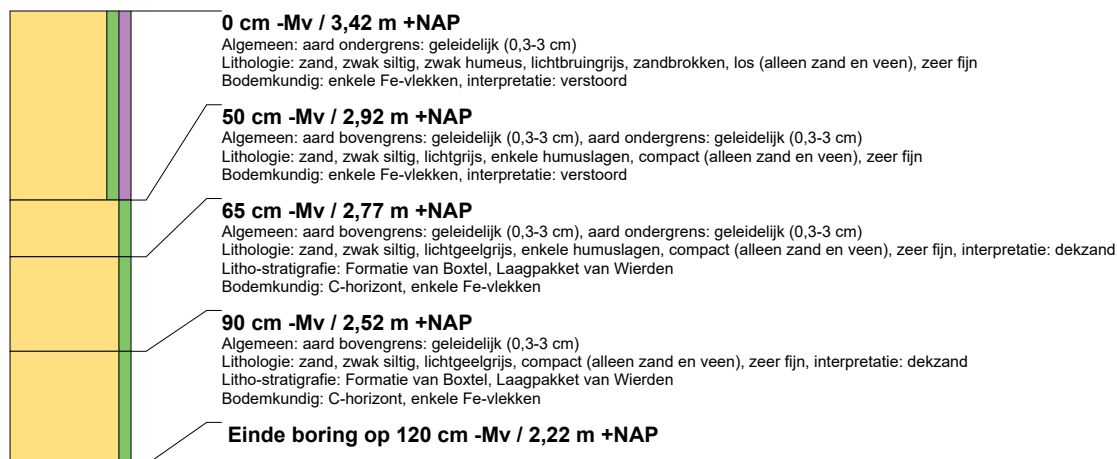 0 cm -Mv / 3,42 m +NAP
Algemeen: aard ondergrens: geleidelijk (0,3-3 cm)
Lithologie: zand, zwak siltig, zwak humeus, lichtbruingrijs, zandbrokken, los (alleen zand en veen), zeer fijn
Bodemkundig: enkele Fe-vlekken, interpretatie: verstoord
50 cm -Mv / 2,92 m +NAP
Algemeen: aard bovengrens: geleidelijk (0,3-3 cm), aard ondergrens: geleidelijk (0,3-3 cm)
Lithologie: zand, zwak siltig, lichtgrijs, enkele humuslagen, compact (alleen zand en veen), zeer fijn
Bodemkundig: enkele Fe-vlekken, interpretatie: verstoord
65 cm -Mv / 2,77 m +NAP
Algemeen: aard bovengrens: geleidelijk (0,3-3 cm), aard ondergrens: geleidelijk (0,3-3 cm)
Lithologie: zand, zwak siltig, lichtgeelgrijs, enkele humuslagen, compact (alleen zand en veen), zeer fijn, interpretatie: dekzand
Litho-stratigrafie: Formatie van Boxtel, Laagpakket van Wierden
Bodemkundig: C-horizont, enkele Fe-vlekken
90 cm -Mv / 2,52 m +NAP
Algemeen: aard bovengrens: geleidelijk (0,3-3 cm)
Lithologie: zand, zwak siltig, lichtgeelgrijs, compact (alleen zand en veen), zeer fijn, interpretatie: dekzand
Litho-stratigrafie: Formatie van Boxtel, Laagpakket van Wierden
Bodemkundig: C-horizont, enkele Fe-vlekken
Einde boring op 120 cm -Mv / 2,22 m +NAP